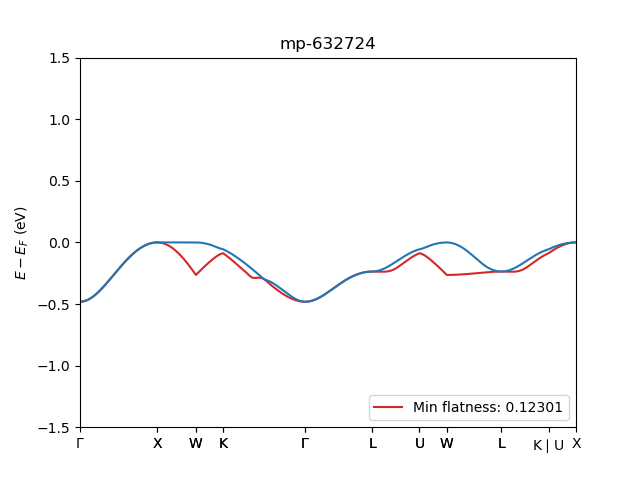 mp-632724
1.5
1.0
0.5
0.0
−0.5
−1.0
−1.5
E − E_F (eV)
Min flatness: 0.12301
Γ X W K Γ L U W L K | U X